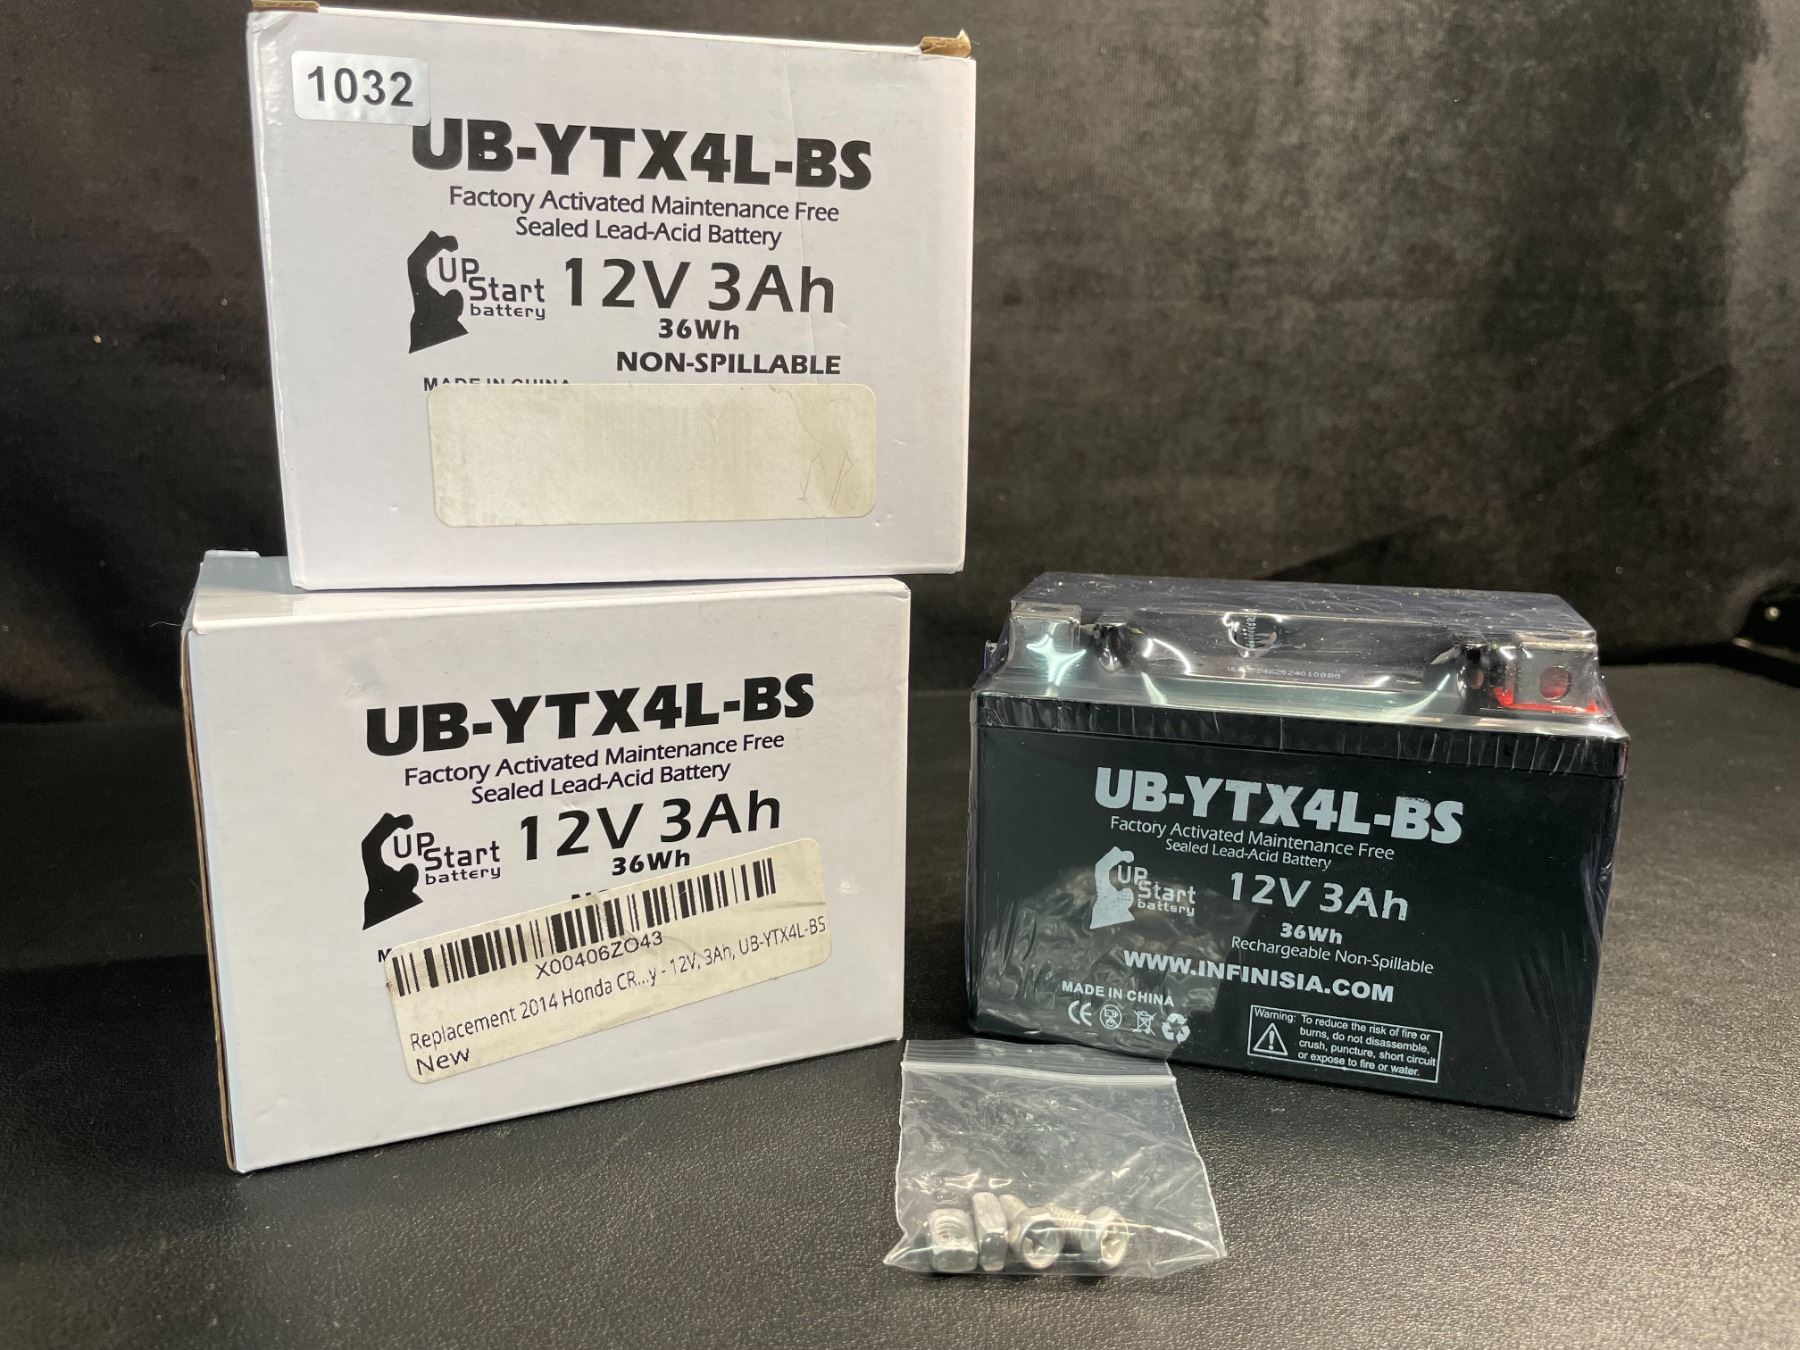 1032
UB-YTX4L-BS
Factory Activated Maintenance Free
Sealed Lead-Acid Battery
UP Start battery
12V 3Ah
36Wh
NON-SPILLABLE
MADE IN CHINA
UB-YTX4L-BS
Factory Activated Maintenance Free
Sealed Lead-Acid Battery
UP Start battery
12V 3Ah
36Wh
X00406ZO43
Replacement 2014 Honda CR...y - 12V, 3Ah, UB-YTX4L-BS
New
UB-YTX4L-BS
Factory Activated Maintenance Free
Sealed Lead-Acid Battery
UP Start battery
12V 3Ah
36Wh
Rechargeable Non-Spillable
WWW.INFINISIA.COM
MADE IN CHINA
CE
Warning: To reduce the risk of fire or
burns, do not disassemble,
crush, puncture, short circuit
or expose to fire or water.